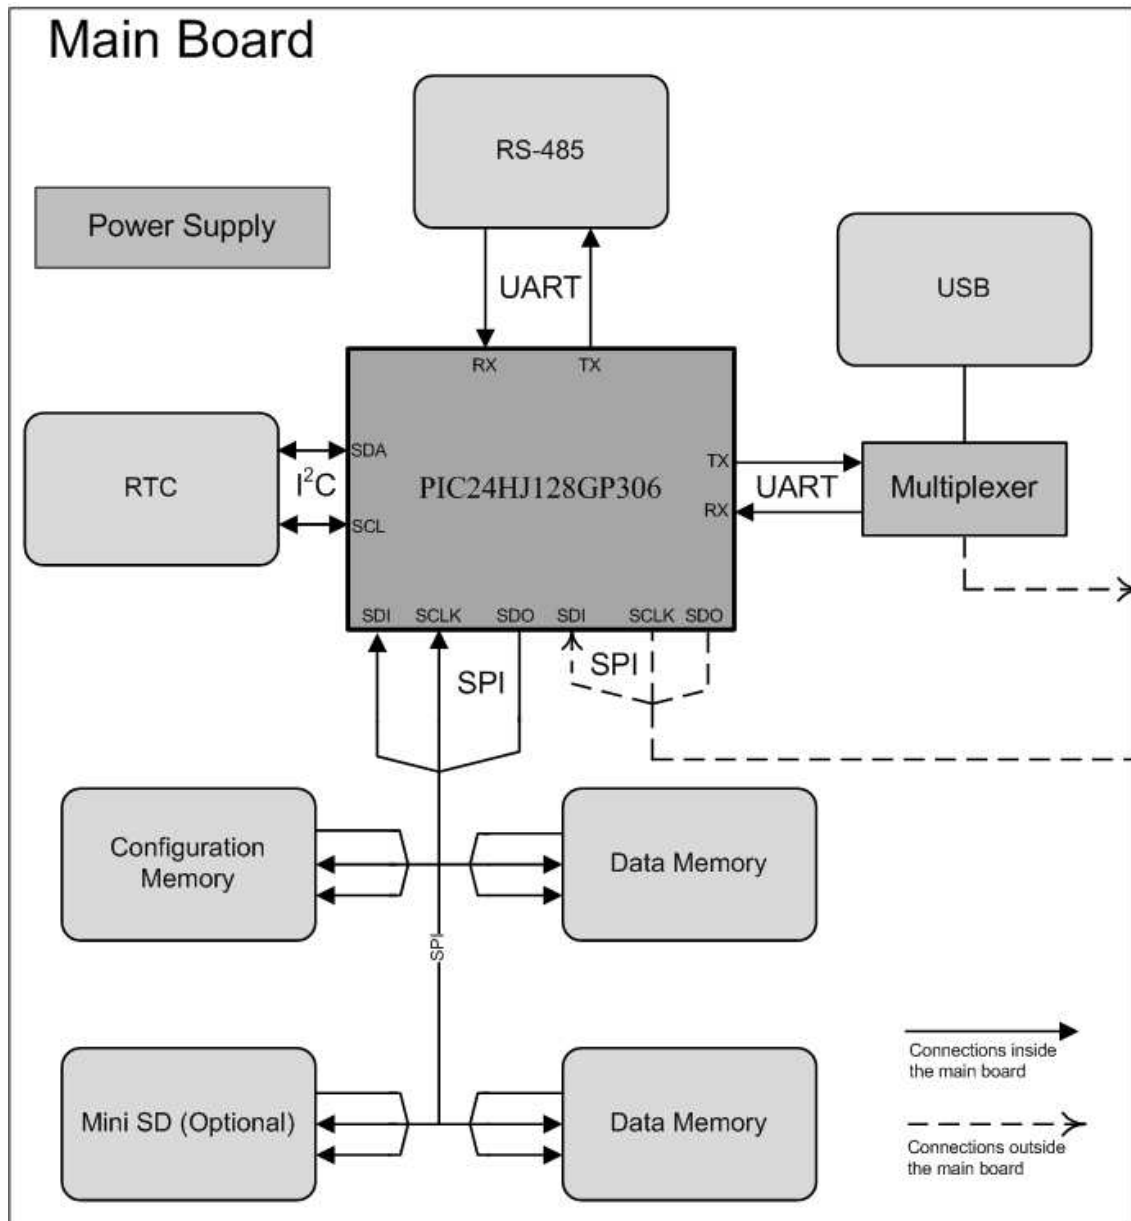 Main Board
RS-485
Power Supply
USB
UART
RX
TX
RTC
SDA
I²C
SCL
PIC24HJ128GP306
TX
UART
RX
Multiplexer
SDI
SCLK
SDO
SDI
SCLK
SDO
SPI
SPI
Configuration
Memory
Data Memory
SPI
Mini SD (Optional)
Data Memory
Connections inside
the main board
Connections outside
the main board